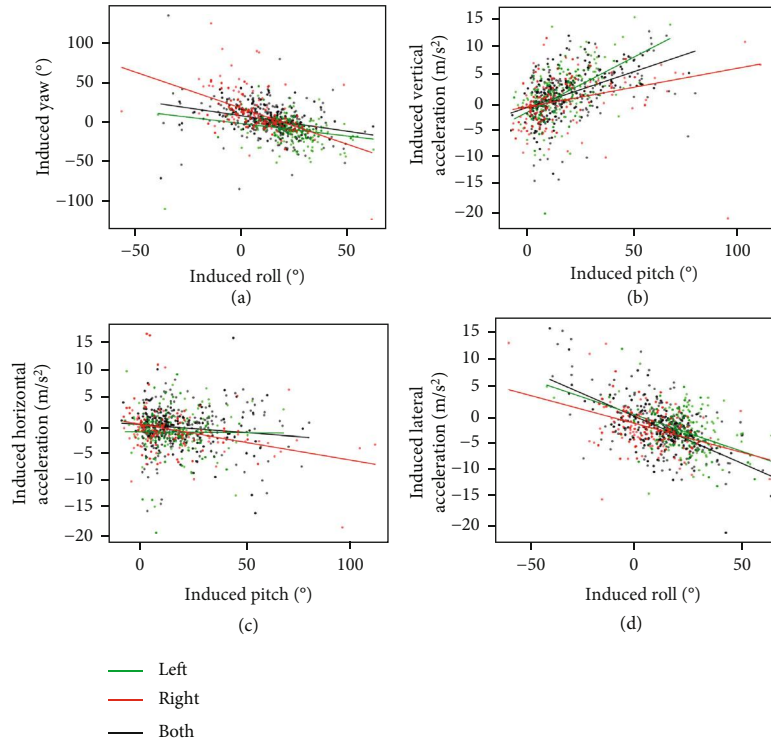 100
50
0
−50
−100
Induced yaw (°)
−50 0 50
Induced roll (°)
(a)
15
10
5
0
−5
−10
−15
−20
Induced vertical
acceleration (m/s²)
0 50 100
Induced pitch (°)
(b)
15
10
5
0
−5
−10
−15
−20
Induced horizontal
acceleration (m/s²)
0 50 100
Induced pitch (°)
(c)
15
10
5
0
−5
−10
−15
−20
Induced lateral
acceleration (m/s²)
−50 0 50
Induced roll (°)
(d)
Left
Right
Both